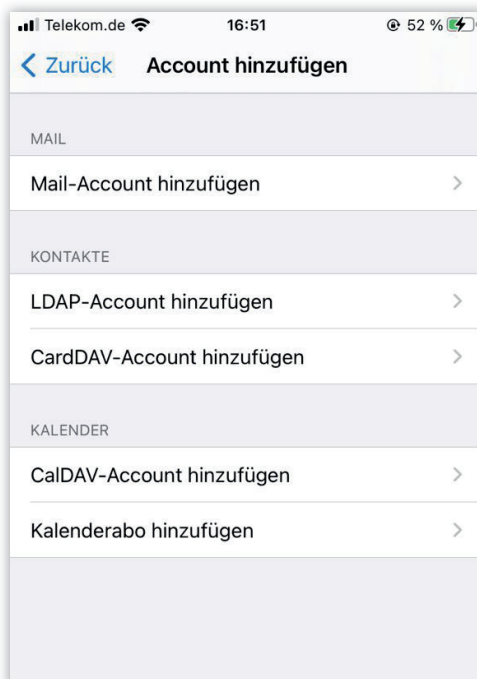 Telekom.de 16:51 52 %
Zurück Account hinzufügen
MAIL
Mail-Account hinzufügen
KONTAKTE
LDAP-Account hinzufügen
CardDAV-Account hinzufügen
KALENDER
CalDAV-Account hinzufügen
Kalenderabo hinzufügen